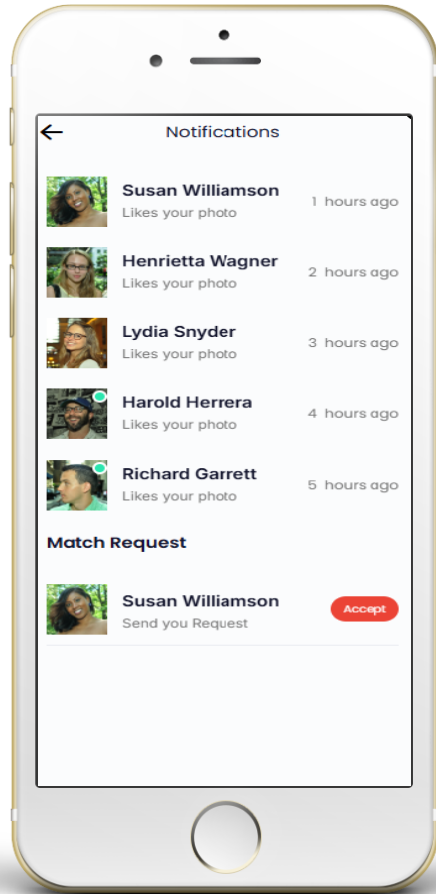 Notifications
Susan Williamson
Likes your photo
1 hours ago
Henrietta Wagner
Likes your photo
2 hours ago
Lydia Snyder
Likes your photo
3 hours ago
Harold Herrera
Likes your photo
4 hours ago
Richard Garrett
Likes your photo
5 hours ago
Match Request
Susan Williamson
Send you Request
Accept